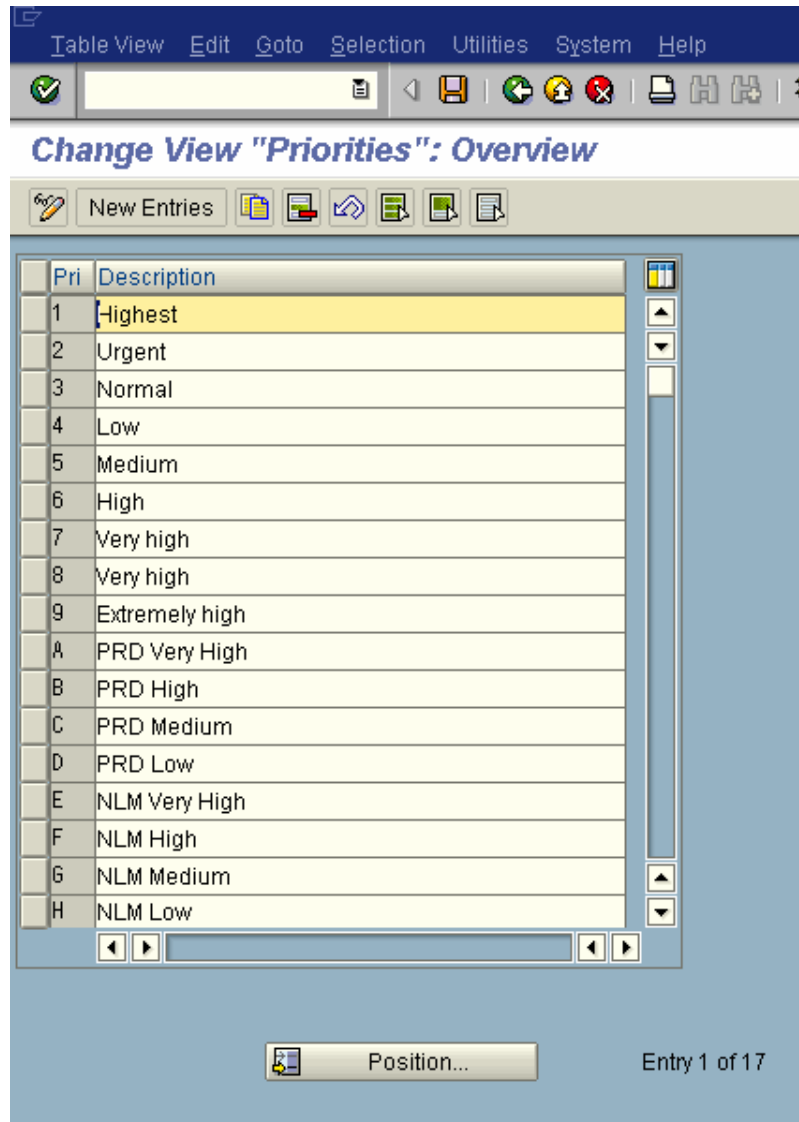 Table View Edit Goto Selection Utilities System Help
Change View "Priorities": Overview
New Entries
Pri Description
1 Highest
2 Urgent
3 Normal
4 Low
5 Medium
6 High
7 Very high
8 Very high
9 Extremely high
A PRD Very High
B PRD High
C PRD Medium
D PRD Low
E NLM Very High
F NLM High
G NLM Medium
H NLM Low
Position... Entry 1 of 17